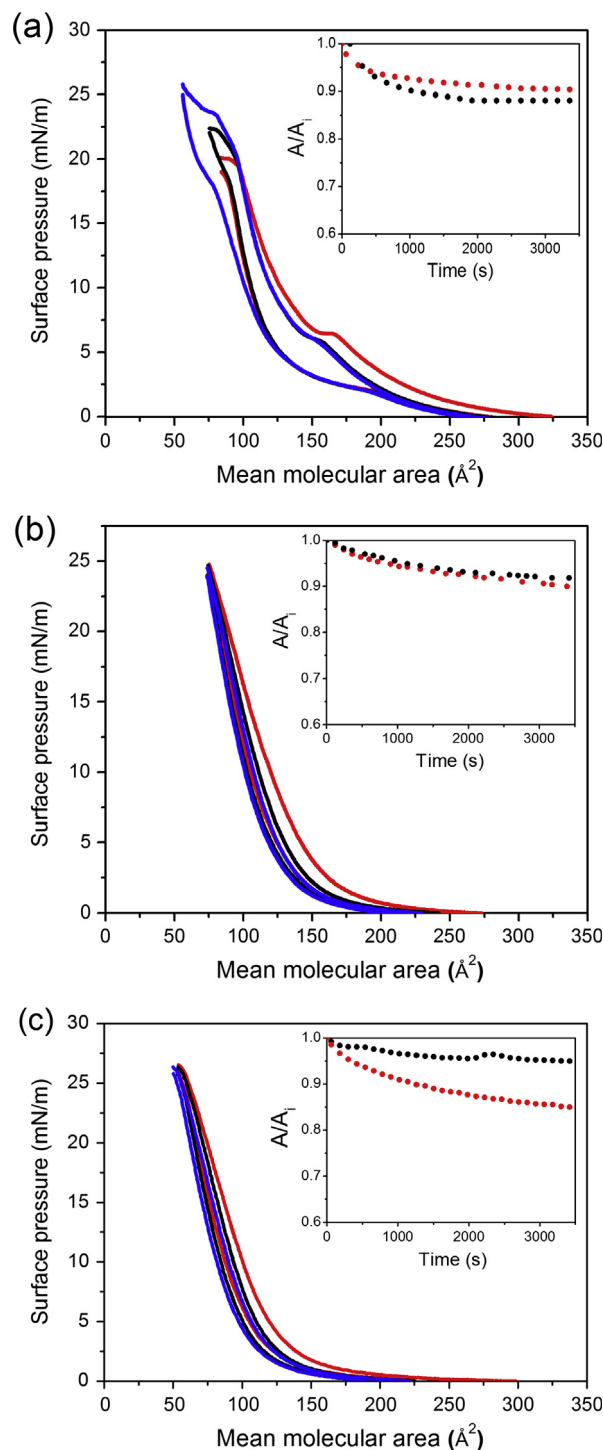 (a)
30
25
20
15
10
5
0
Surface pressure (mN/m)
0 50 100 150 200 250 300 350
Mean molecular area (Å²)
1.0
0.9
0.8
0.7
0.6
A/Ai
0 1000 2000 3000
Time (s)
(b)
25
20
15
10
5
0
Surface pressure (mN/m)
0 50 100 150 200 250 300 350
Mean molecular area (Å²)
1.0
0.9
0.8
0.7
0.6
A/Ai
0 1000 2000 3000
Time (s)
(c)
30
25
20
15
10
5
0
Surface pressure (mN/m)
0 50 100 150 200 250 300 350
Mean molecular area (Å²)
1.0
0.9
0.8
0.7
0.6
A/Ai
0 1000 2000 3000
Time (s)